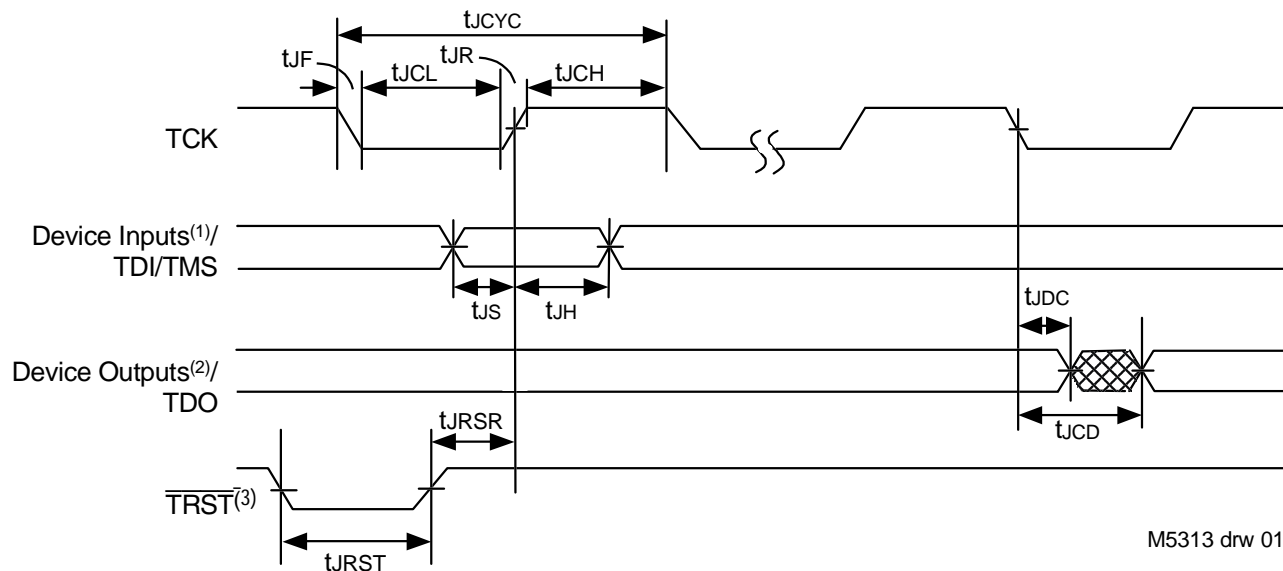 tJCYC
tJF
tJR
tJCL
tJCH
TCK
Device Inputs(1)/
TDI/TMS
tJS
tJH
tJDC
Device Outputs(2)/
TDO
tJRSR
tJCD
TRST(3)
tJRST
M5313 drw 01